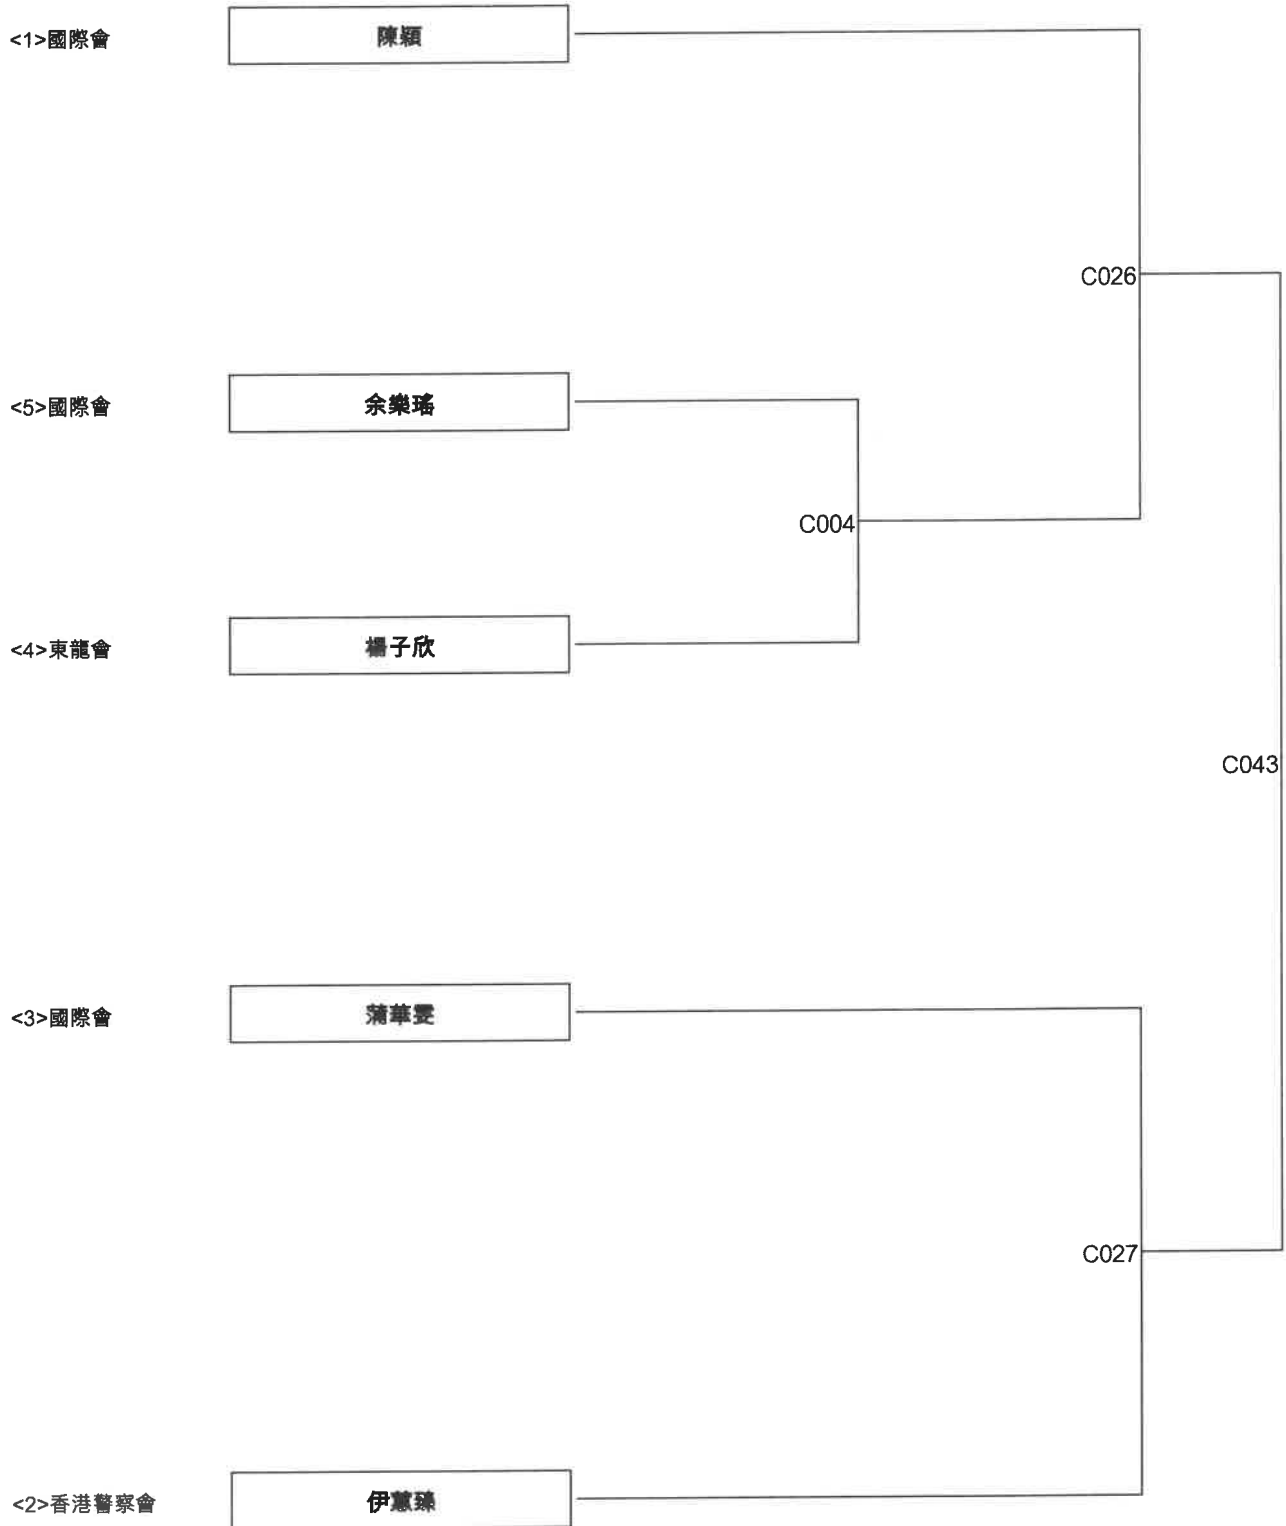 <1>國際會 陳穎
C026
<5>國際會 余樂瑤
C004
<4>東龍會 楊子欣
C043
<3>國際會 蒲華雯
C027
<2>香港警察會 伊蕙臻